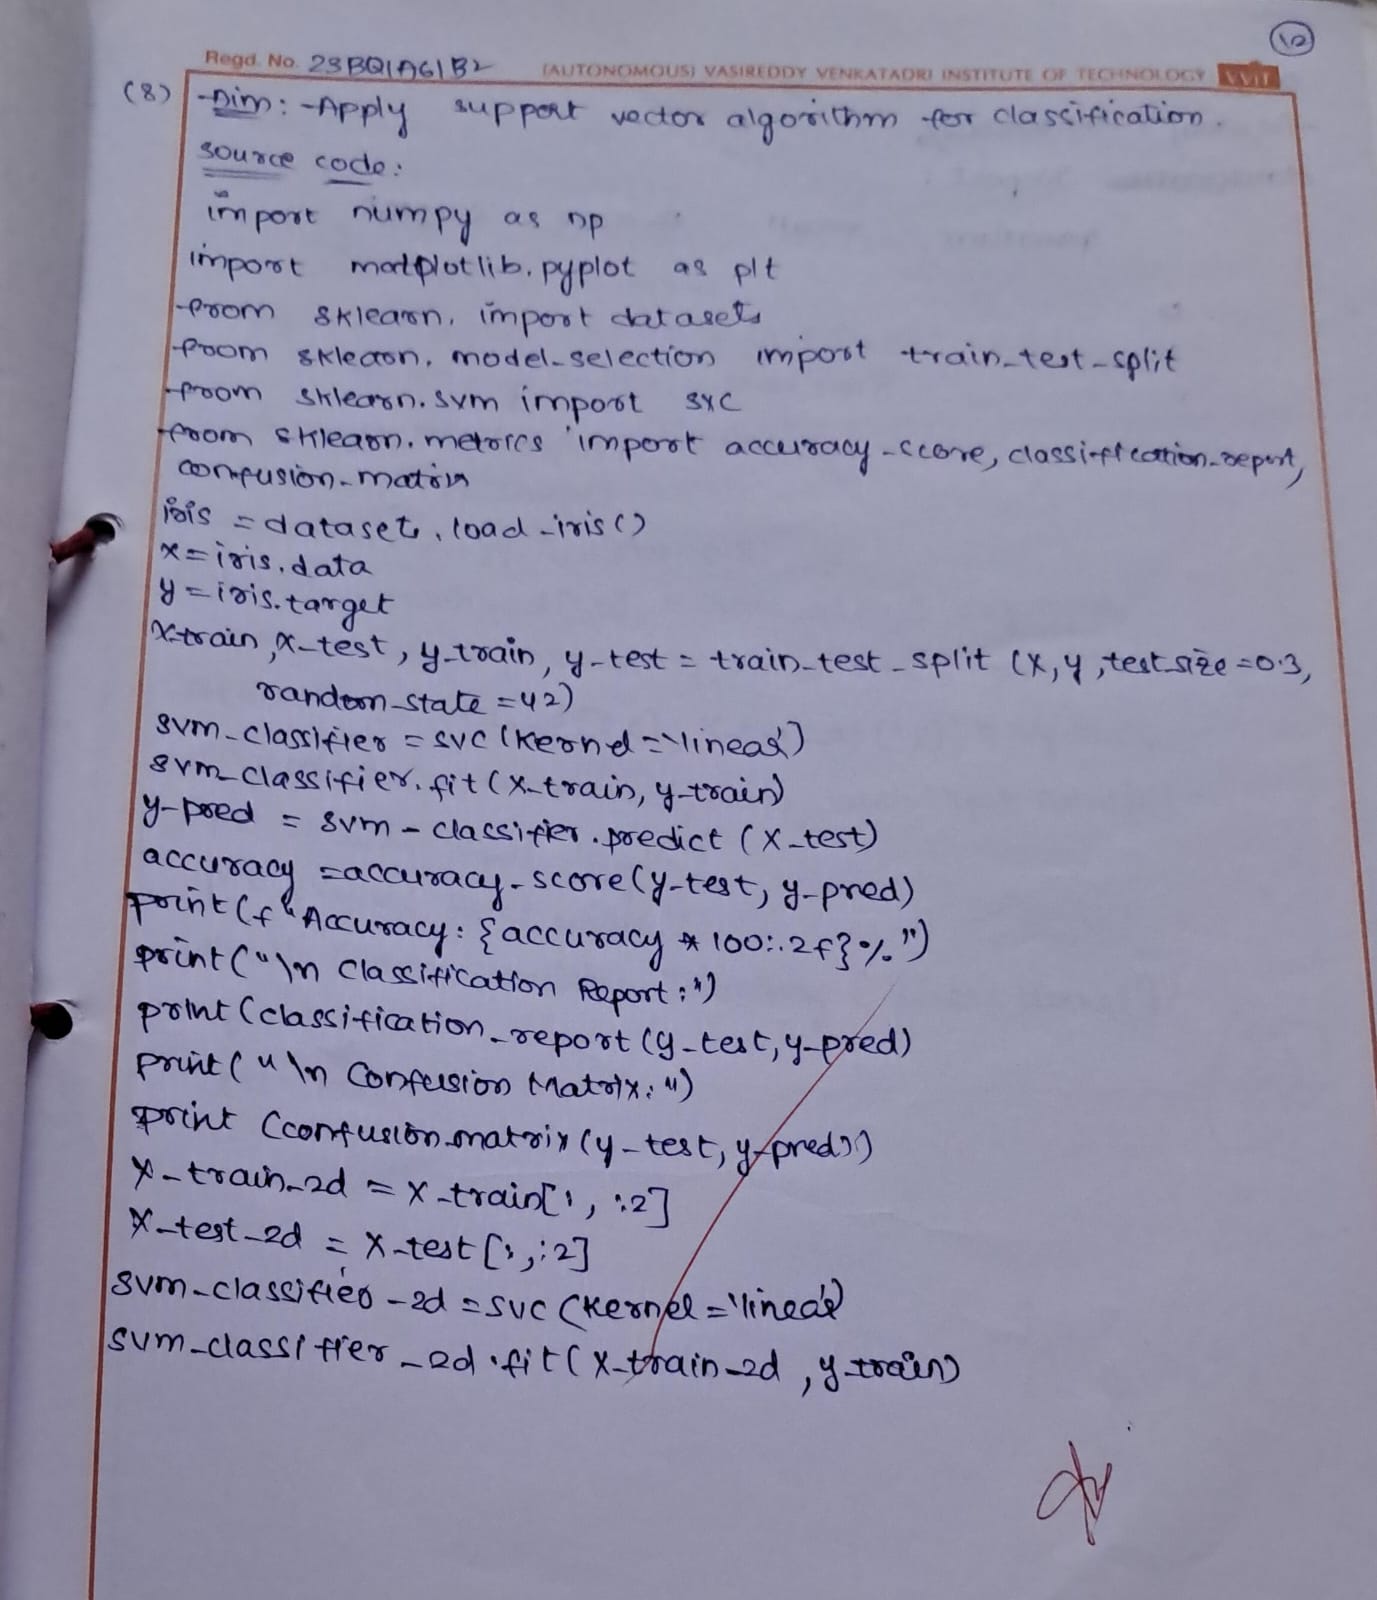 12
Regd. No. 23BQ1A61B2 (AUTONOMOUS) VASIREDDY VENKATADRI INSTITUTE OF TECHNOLOGY VVIT
(8) Aim: -Apply support vector algorithm for classification.
source code:
import numpy as np
import matplotlib.pyplot as plt
from sklearn. import datasets
from sklearn. model_selection import train_test_split
from sklearn.svm import SVC
from sklearn.metrics import accuracy_score, classification_report,
confusion_matrix
iris = datasets.load_iris()
x=iris.data
y=iris.target
X_train, X_test, y_train, y_test = train_test_split (X, y, test_size=0.3,
random_state=42)
svm_classifier = SVC (kernel='linear')
svm_classifier.fit(X_train, y_train)
y_pred = svm_classifier.predict (X_test)
accuracy =accuracy_score(y_test, y_pred)
print(f"Accuracy: {accuracy * 100:.2f}%")
print("\n Classification Report:")
print (classification_report (y_test, y_pred)
print("\n Confusion Matrix:")
print (confusion_matrix (y_test, y_pred))
X_train_2d = X_train[:, :2]
X_test_2d = X_test[:, :2]
svm_classifier_2d = SVC (kernel='linear')
svm_classifier_2d.fit(X_train_2d, y_train)